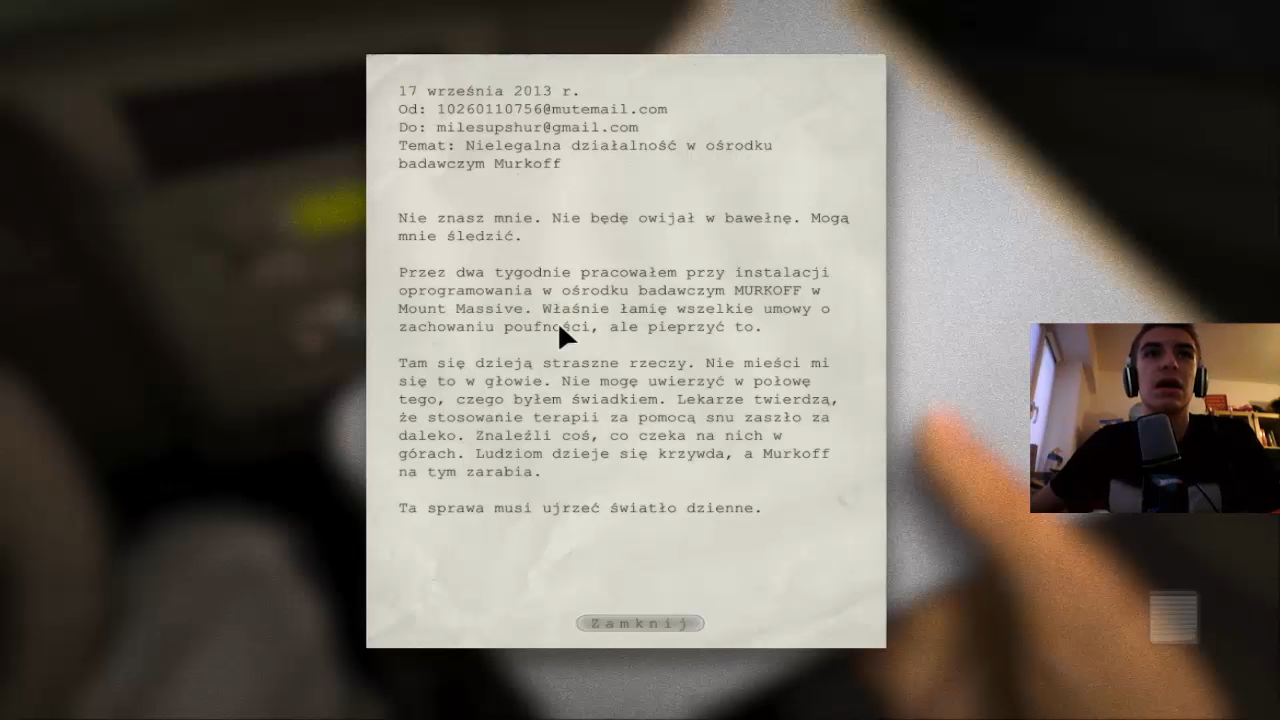 17 września 2013 r.
Od: 10260110756@mutemail.com
Do: milesupshur@gmail.com
Temat: Nielegalna działalność w ośrodku
badawczym Murkoff
Nie znasz mnie. Nie będę owijał w bawełnę. Mogą
mnie śledzić.
Przez dwa tygodnie pracowałem przy instalacji
oprogramowania w ośrodku badawczym MURKOFF w
Mount Massive. Właśnie łamię wszelkie umowy o
zachowaniu poufności, ale pieprzyć to.
Tam się dzieją straszne rzeczy. Nie mieści mi
się to w głowie. Nie mogę uwierzyć w połowę
tego, czego byłem świadkiem. Lekarze twierdzą,
że stosowanie terapii za pomocą snu zaszło za
daleko. Znaleźli coś, co czeka na nich w
górach. Ludziom dzieje się krzywda, a Murkoff
na tym zarabia.
Ta sprawa musi ujrzeć światło dzienne.
Zamknij